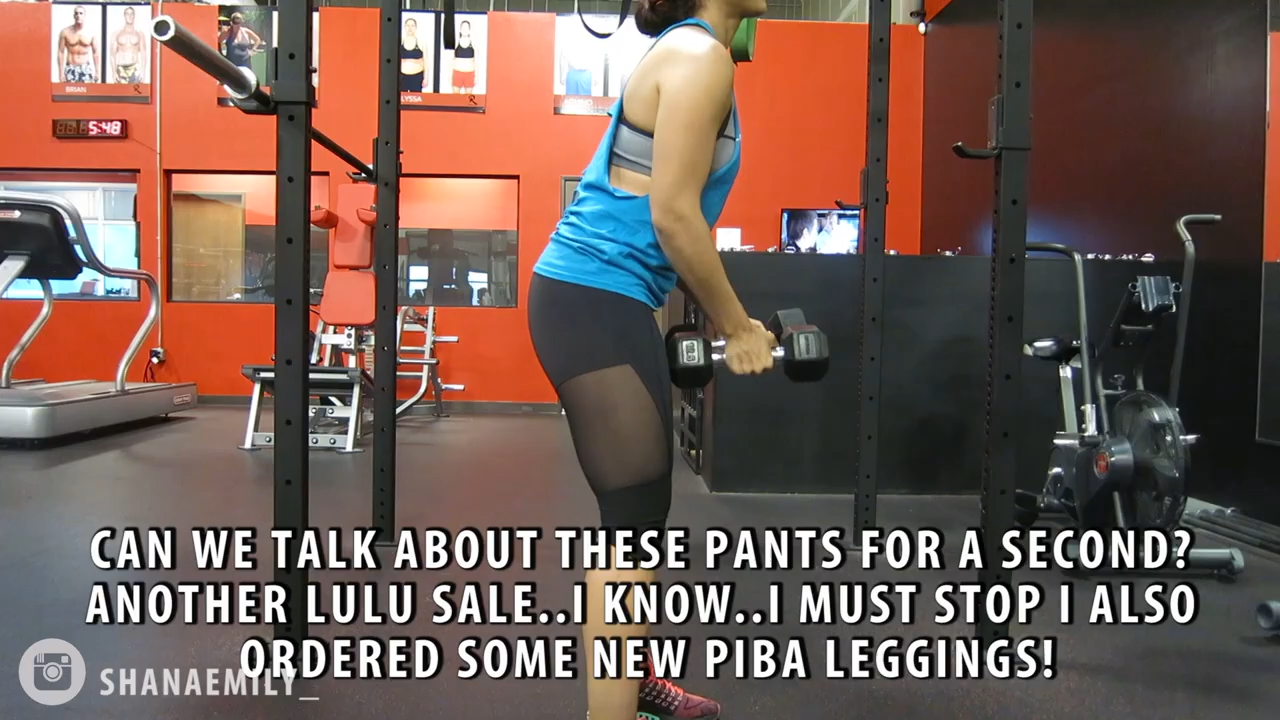 BRIAN
LYSSA
5:48
CAN WE TALK ABOUT THESE PANTS FOR A SECOND?
ANOTHER LULU SALE..I KNOW..I MUST STOP I ALSO
ORDERED SOME NEW PIBA LEGGINGS!
SHANAEMILY_